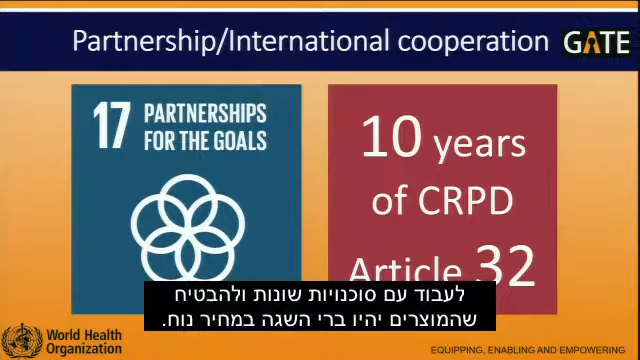 Partnership/International cooperation
GATE
17 PARTNERSHIPS
FOR THE GOALS
10 years
of CRPD
Article 32
לעבוד עם סוכנויות שונות ולהבטיח
שהמוצרים יהיו ברי השגה במחיר נוח.
World Health
Organization
EQUIPPING, ENABLING AND EMPOWERING